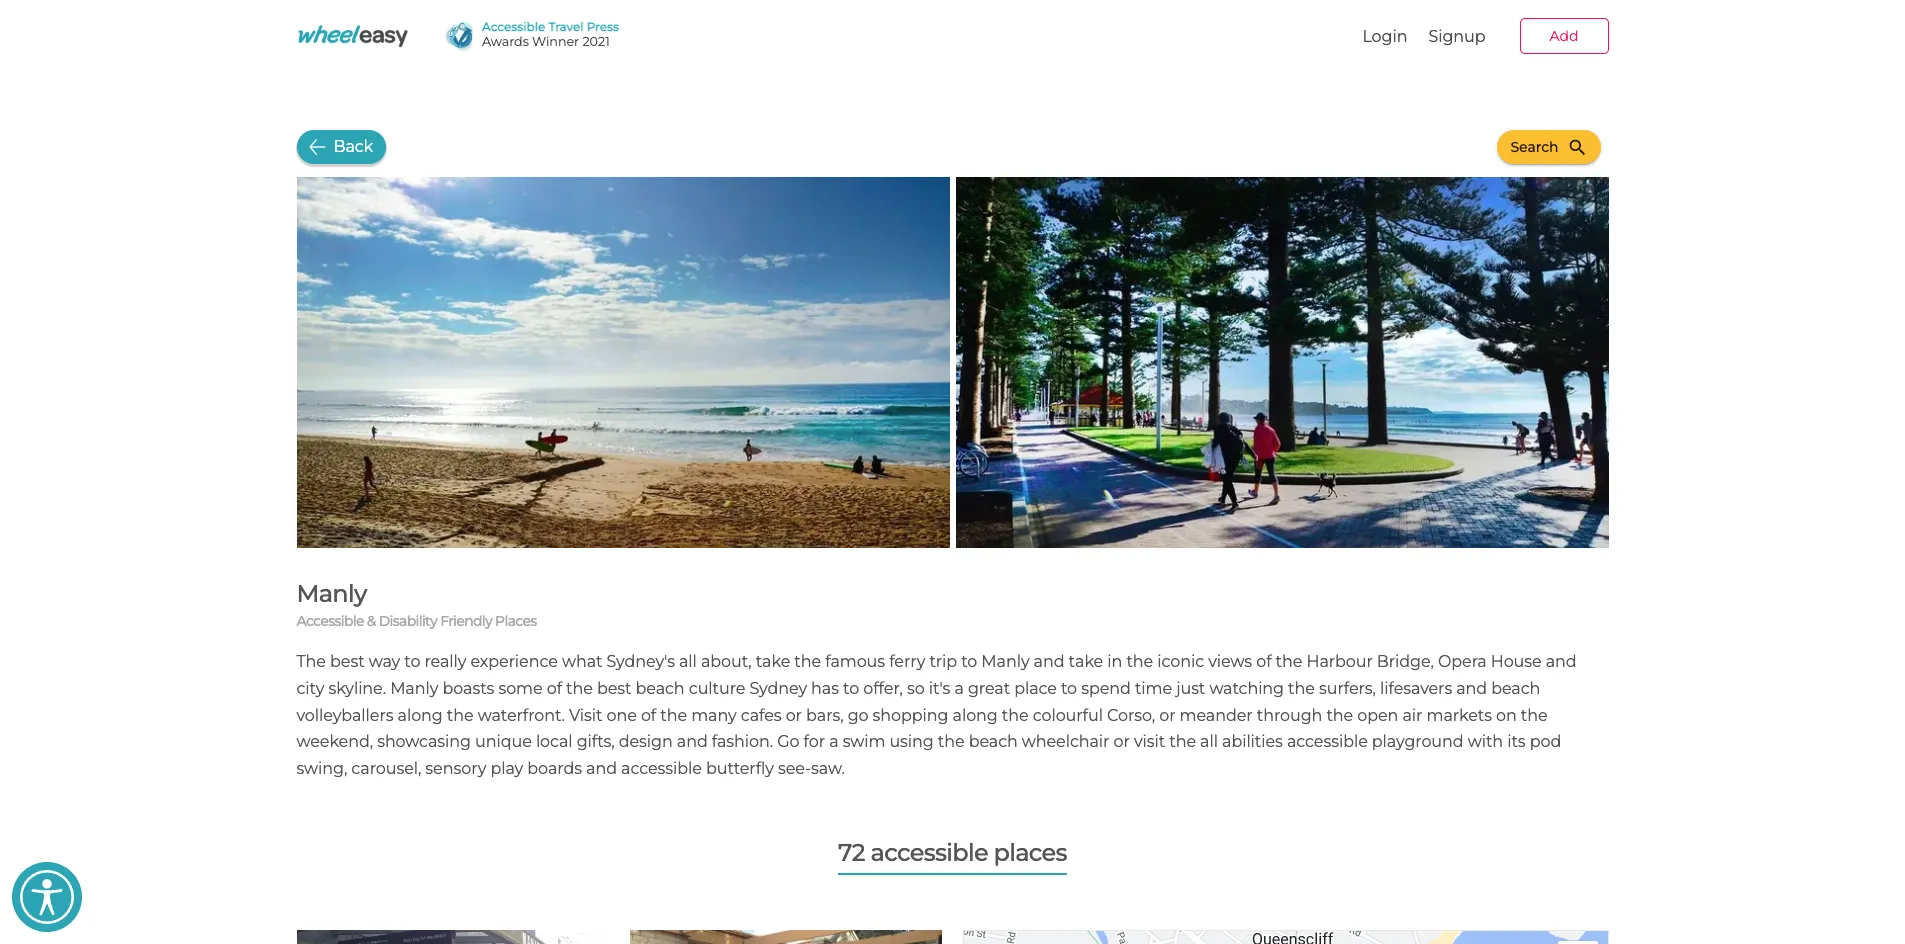 wheeleasy
Accessible Travel Press
Awards Winner 2021
Login
Signup
Add
Back
Search
Manly
Accessible & Disability Friendly Places
The best way to really experience what Sydney's all about, take the famous ferry trip to Manly and take in the iconic views of the Harbour Bridge, Opera House and
city skyline. Manly boasts some of the best beach culture Sydney has to offer, so it's a great place to spend time just watching the surfers, lifesavers and beach
volleyballers along the waterfront. Visit one of the many cafes or bars, go shopping along the colourful Corso, or meander through the open air markets on the
weekend, showcasing unique local gifts, design and fashion. Go for a swim using the beach wheelchair or visit the all abilities accessible playground with its pod
swing, carousel, sensory play boards and accessible butterfly see-saw.
72 accessible places
Queenscliff